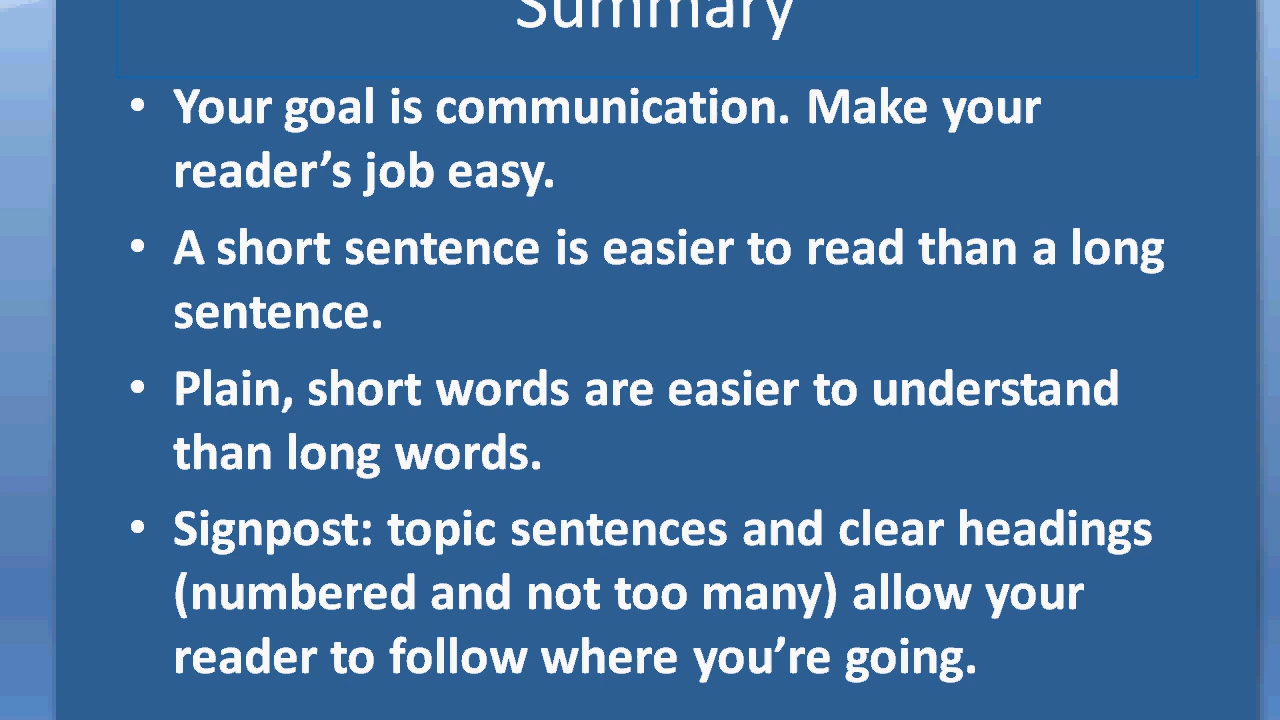 Summary
• Your goal is communication. Make your
reader’s job easy.
• A short sentence is easier to read than a long
sentence.
• Plain, short words are easier to understand
than long words.
• Signpost: topic sentences and clear headings
(numbered and not too many) allow your
reader to follow where you’re going.